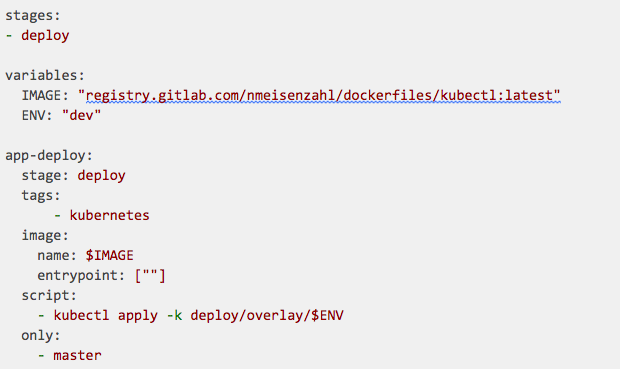 stages:
- deploy

variables:
  IMAGE: "registry.gitlab.com/nmeisenzahl/dockerfiles/kubectl:latest"
  ENV: "dev"

app-deploy:
  stage: deploy
  tags:
      - kubernetes
  image:
    name: $IMAGE
    entrypoint: [""]
  script:
    - kubectl apply -k deploy/overlay/$ENV
  only:
    - master